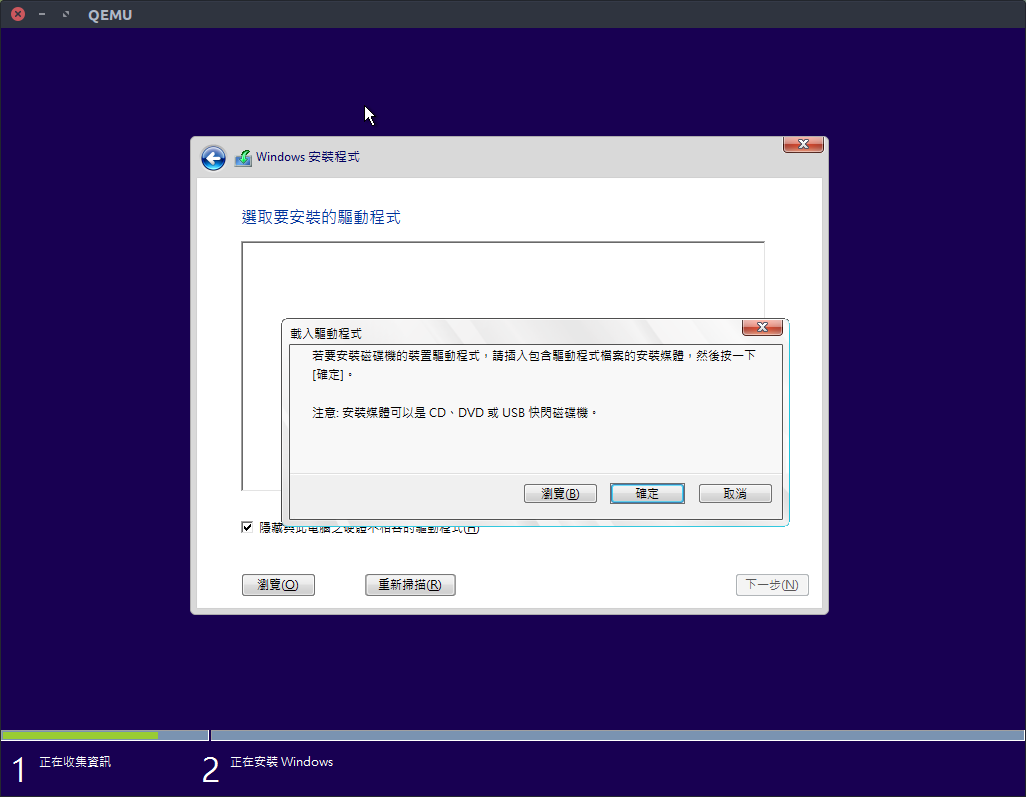 QEMU
Windows 安裝程式
選取要安裝的驅動程式
載入驅動程式
若要安裝磁碟機的裝置驅動程式，請插入包含驅動程式檔案的安裝媒體，然後按一下
[確定]。
注意: 安裝媒體可以是 CD、DVD 或 USB 快閃磁碟機。
瀏覽(B) 確定 取消
隱藏與此電腦之硬體不相容的驅動程式(H)
瀏覽(O) 重新掃描(R) 下一步(N)
1 正在收集資訊 2 正在安裝 Windows